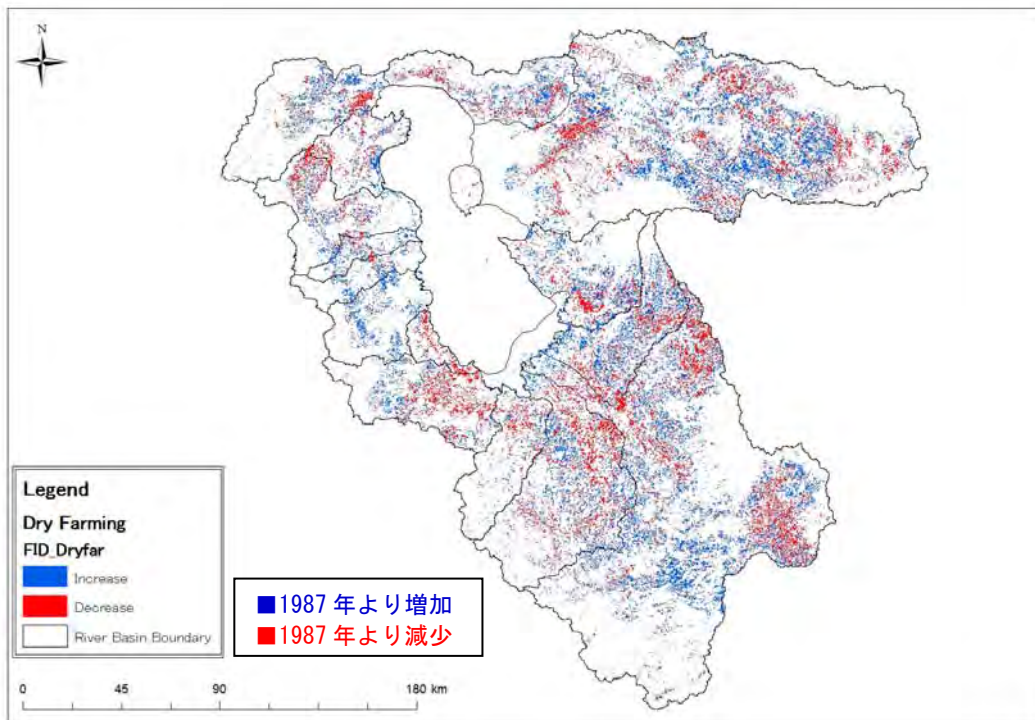 N
Legend
Dry Farming
FID_Dryfar
Increase
Decrease
River Basin Boundary
■1987年より増加
■1987年より減少
0 45 90 180 km